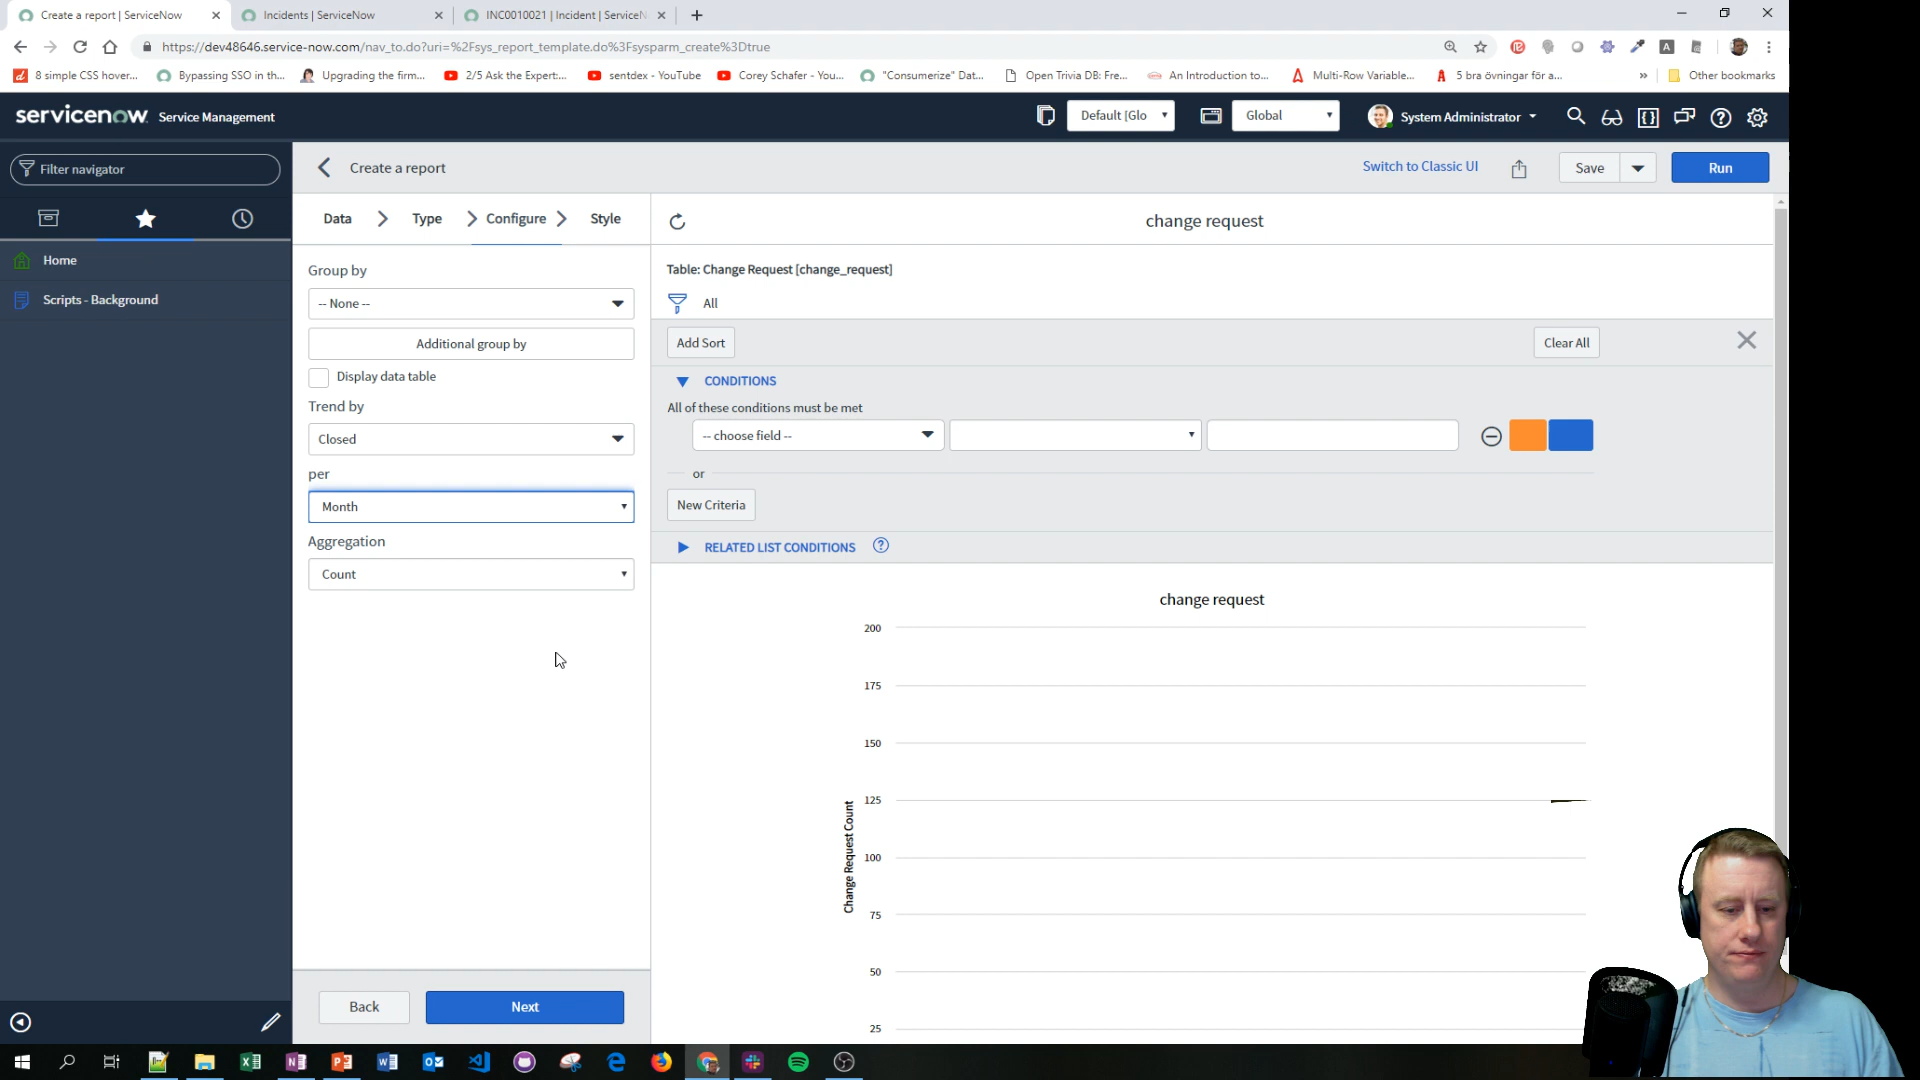 Create a report | ServiceNow
Incidents | ServiceNow
INC0010021 | Incident | ServiceN
https://dev48646.service-now.com/nav_to.do?uri=%2Fsys_report_template.do%3Fsysparm_create%3Dtrue
8 simple CSS hover...
Bypassing SSO in th...
Upgrading the firm...
2/5 Ask the Expert:...
sentdex - YouTube
Corey Schafer - You...
"Consumerize" Dat...
Open Trivia DB: Fre...
An Introduction to...
Multi-Row Variable...
5 bra övningar för a...
»
Other bookmarks
servicenow Service Management
Default |Glo
Global
System Administrator
Filter navigator
Create a report
Switch to Classic UI
Save
Run
Data
Type
Configure
Style
change request
Home
Scripts - Background
Group by
-- None --
Additional group by
Display data table
Trend by
Closed
per
Month
Aggregation
Count
Back
Next
Table: Change Request [change_request]
All
Add Sort
Clear All
CONDITIONS
All of these conditions must be met
-- choose field --
or
New Criteria
RELATED LIST CONDITIONS
change request
200
175
150
125
100
75
50
25
Change Request Count